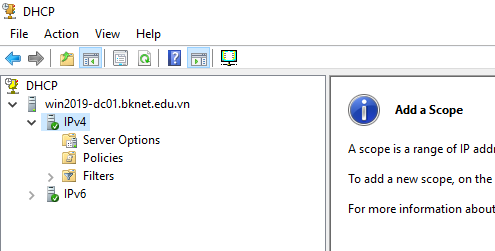 DHCP
File Action View Help
DHCP
win2019-dc01.bknet.edu.vn
IPv4
Server Options
Policies
Filters
IPv6
Add a Scope
A scope is a range of IP
To add a new scope, on the
For more information about